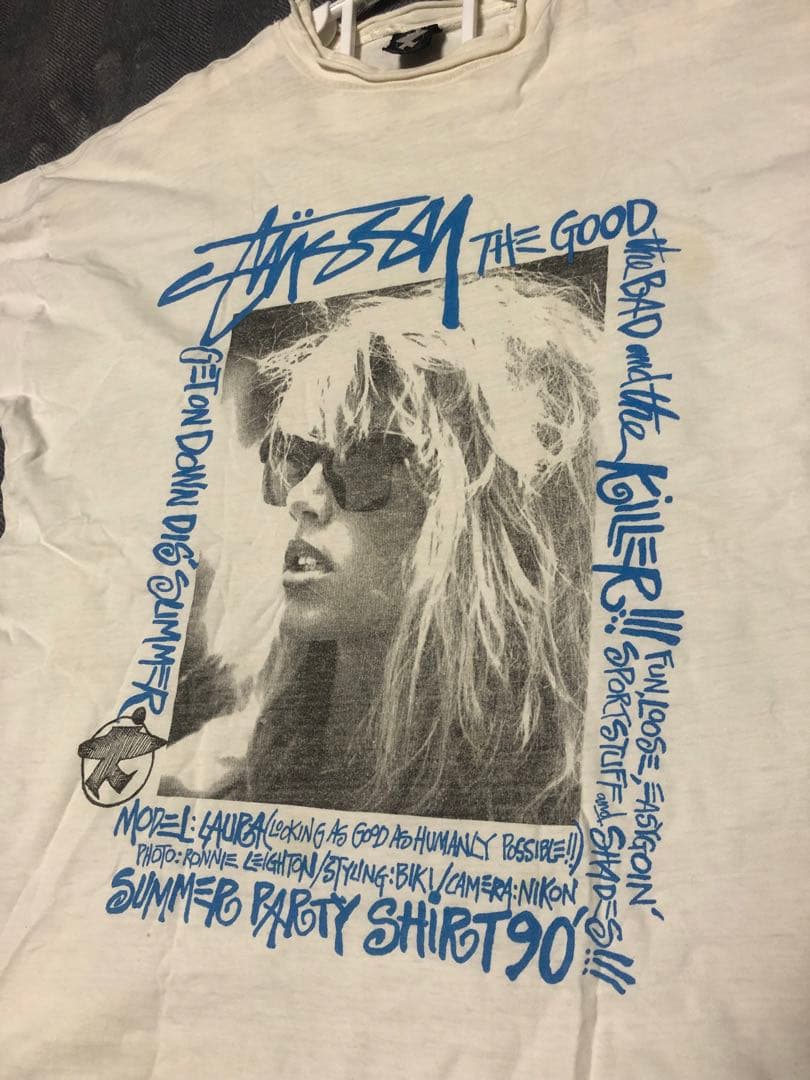 STÜSSY
THE GOOD
the BAD and the KILLER!!!
FUN, LOOSE, EASYGOIN'
SPORTSTUFF and SHADES!!!
GET ON DOWN DIS' SUMMER
MODEL: LAURA (LOOKING AS GOOD AS HUMANLY POSSIBLE!!)
PHOTO: RONNIE LEIGHTON/STYLING: BIKI/CAMERA: NIKON
SUMMER PARTY SHIRT 90'